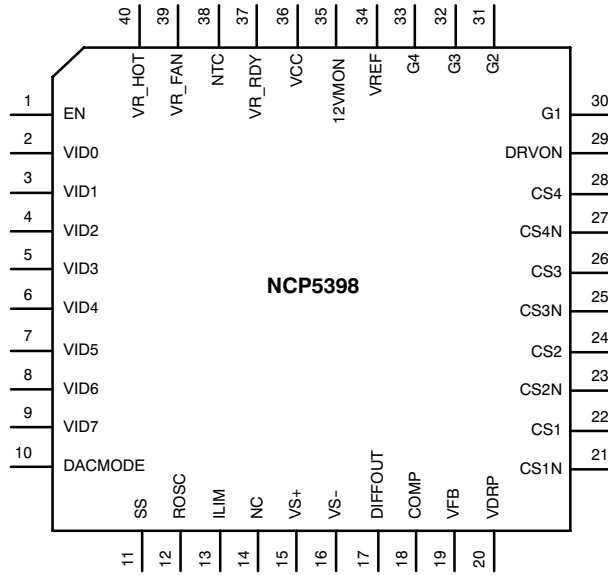 40 39 38 37 36 35 34 33 32 31
VR_HOT VR_FAN NTC VR_RDY VCC 12VMON VREF G4 G3 G2
1 EN G1 30
2 VID0 DRVON 29
3 VID1 CS4 28
4 VID2 CS4N 27
5 VID3 CS3 26
NCP5398
6 VID4 CS3N 25
7 VID5 CS2 24
8 VID6 CS2N 23
9 VID7 CS1 22
10 DACMODE CS1N 21
SS ROSC ILIM NC VS+ VS− DIFFOUT COMP VFB VDRP
11 12 13 14 15 16 17 18 19 20